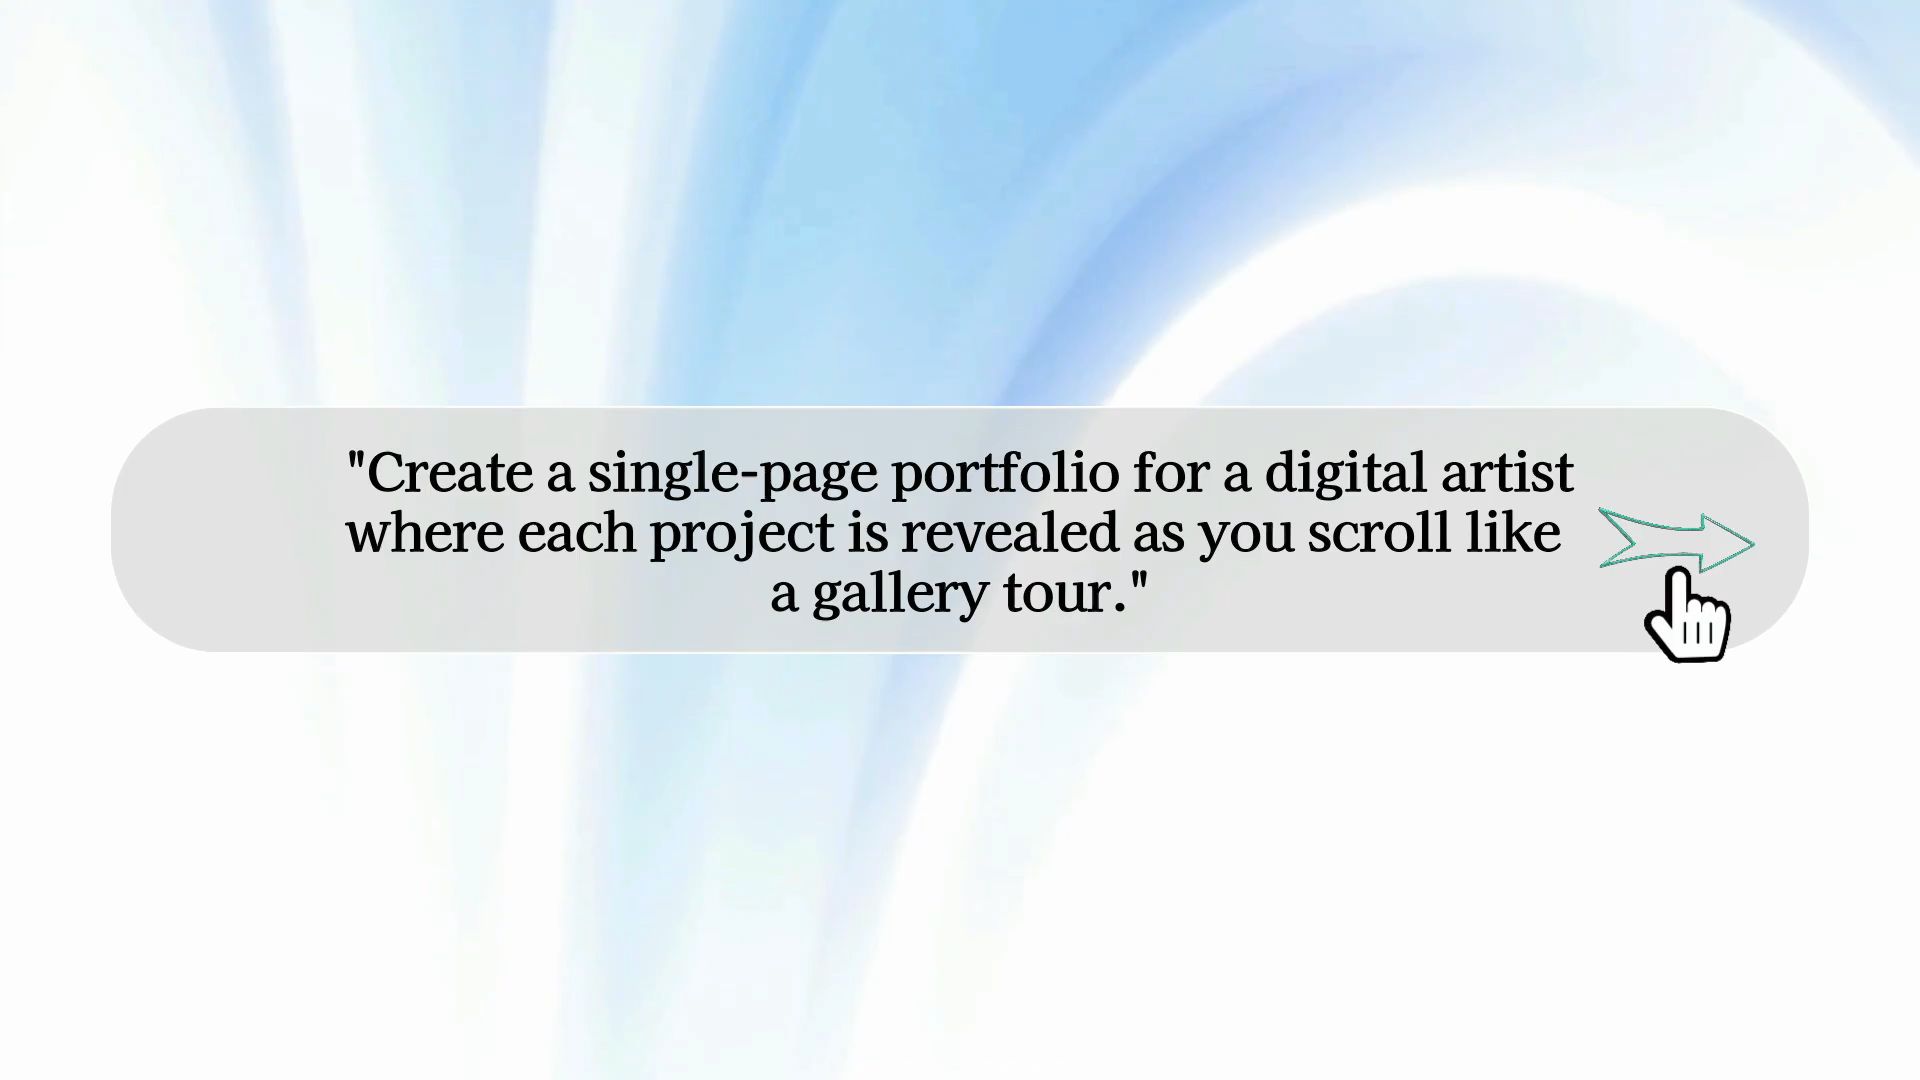 "Create a single-page portfolio for a digital artist
where each project is revealed as you scroll like
a gallery tour."